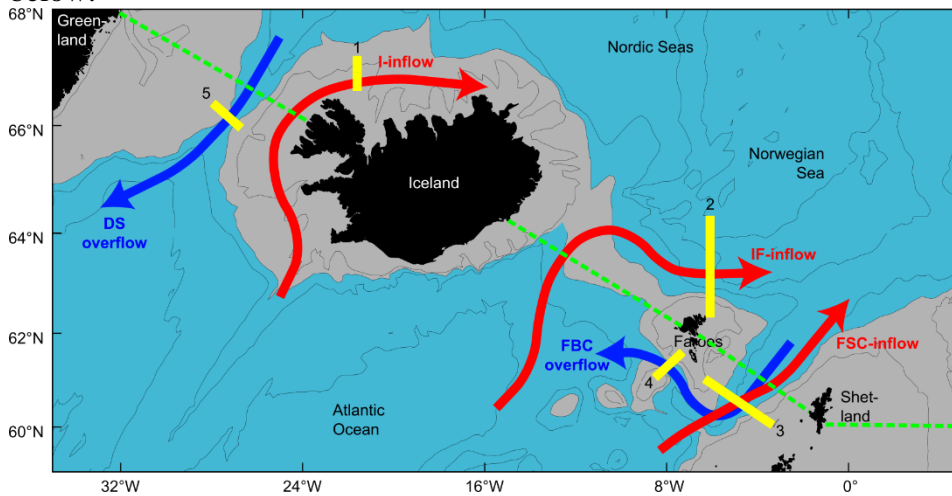 68°N
66°N
64°N
62°N
60°N
Green-
land
Nordic Seas
1
I-inflow
5
Norwegian
Sea
Iceland
2
DS
overflow
IF-inflow
FBC
overflow
Faroes
FSC-inflow
4
Shet-
land
Atlantic
Ocean
3
32°W
24°W
16°W
8°W
0°